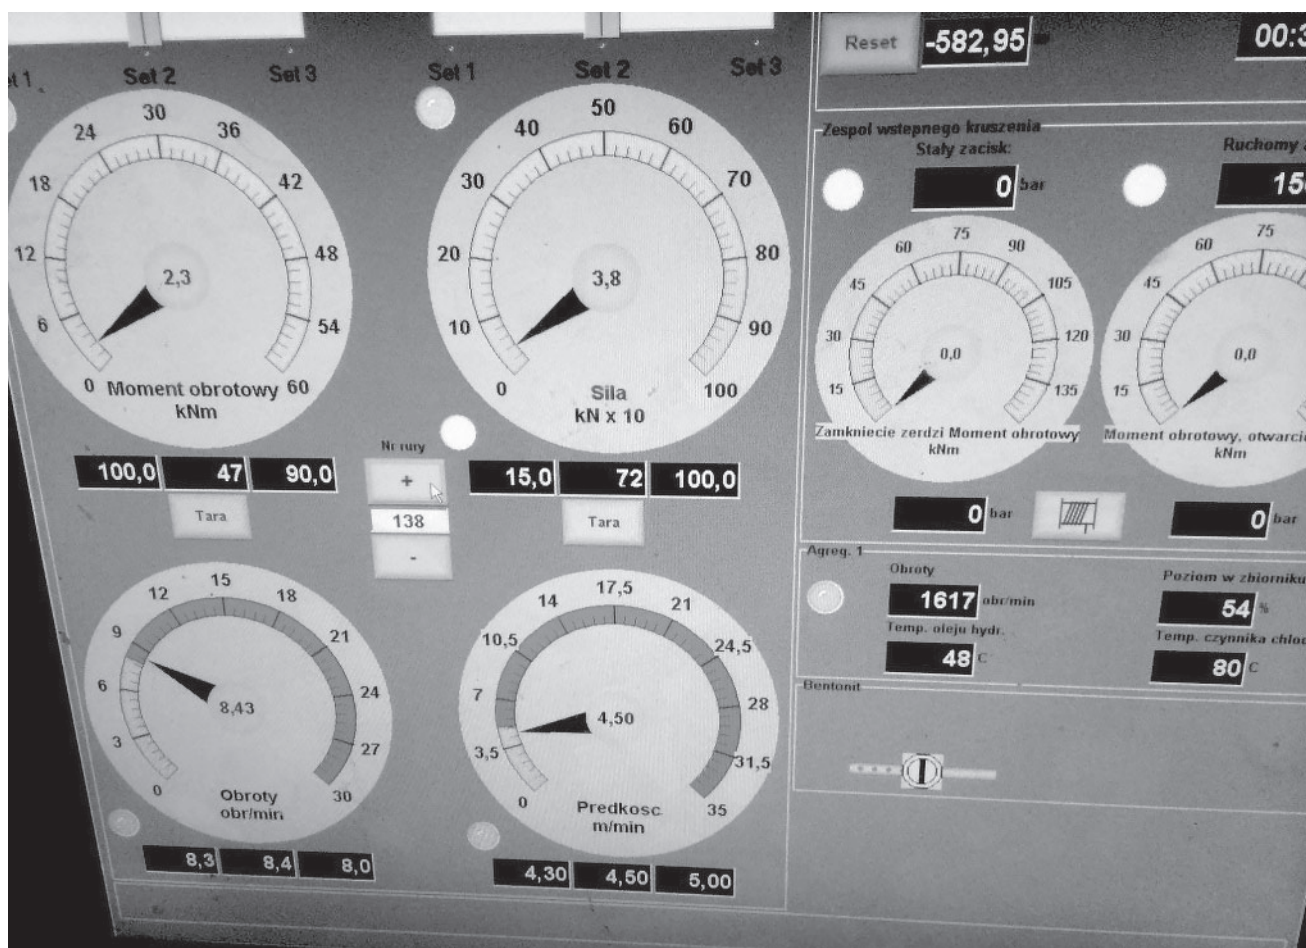 Set 2
Set 3
Set 1
Set 2
Set 3
Reset
-582,95
30
24
36
18
42
12
48
6
54
0
60
2,3
Moment obrotowy
kNm
50
40
60
30
70
20
80
10
90
0
100
3,8
Sila
kN x 10
Zespol wstepnego kruszenia
Stały zacisk:
0 bar
Ruchomy
75
60
90
45
105
30
120
15
135
0,0
Zamkniecie zerdzi Moment obrotowy
kNm
75
60
45
30
15
0,0
Moment obrotowy,
kNm
100,0 47 90,0
Tara
Nr rury
+
138
-
15,0 72 100,0
Tara
0 bar
0 bar
15
12
18
9
21
6
24
3
27
0
30
8,43
Obroty
obr/min
8,3 8,4 8,0
17,5
14
21
10,5
24,5
7
28
3,5
31,5
0
35
4,50
Predkosc
m/min
4,30 4,50 5,00
Agreg. 1
Obroty
1617 obr/min
Poziom w zbiorniku
54 %
Temp. oleju hydr.
48 C
Temp. czynnika
80 C
Bentonit